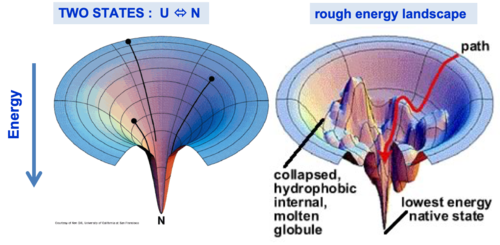 TWO STATES : U ⇔ N
rough energy landscape
Energy
path
collapsed,
hydrophobic
internal,
molten
globule
lowest energy
native state
N